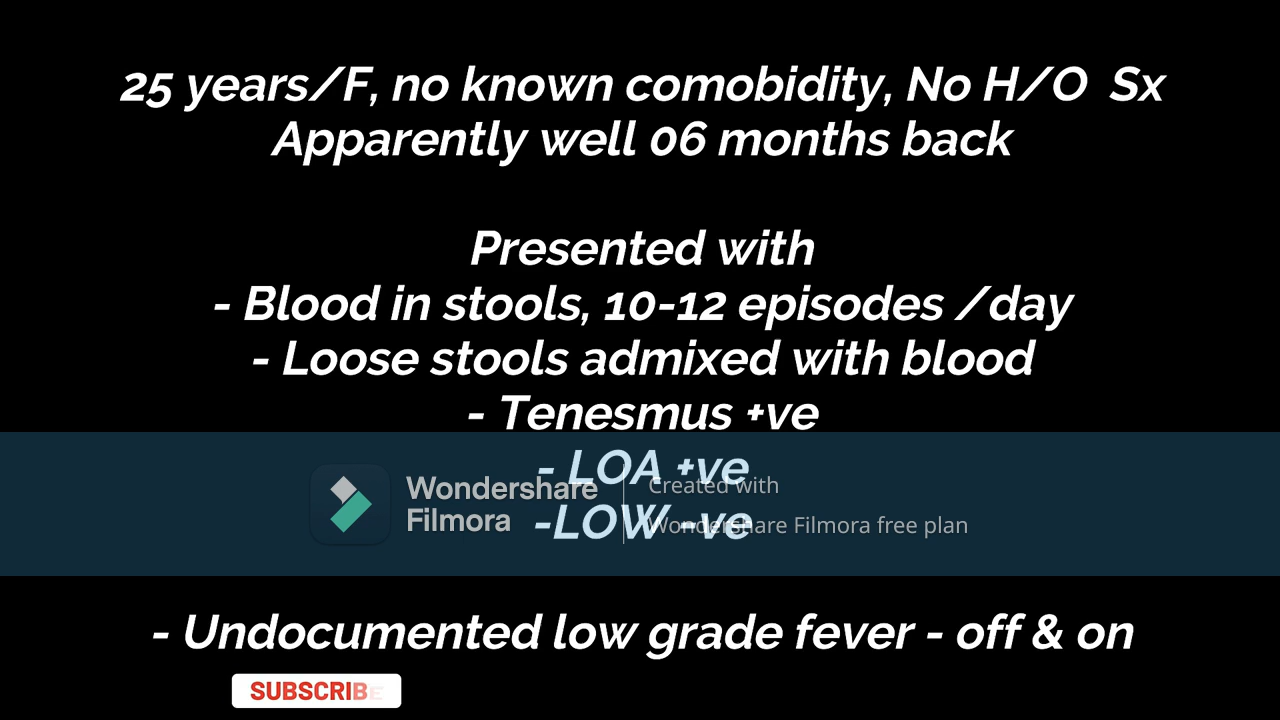 25 years/F, no known comobidity, No H/O Sx
Apparently well 06 months back
Presented with
- Blood in stools, 10-12 episodes /day
- Loose stools admixed with blood
- Tenesmus +ve
- LOA +ve
-LOW -ve
Wondershare
Filmora
Created with
Wondershare Filmora free plan
- Undocumented low grade fever - off & on
SUBSCRIBE